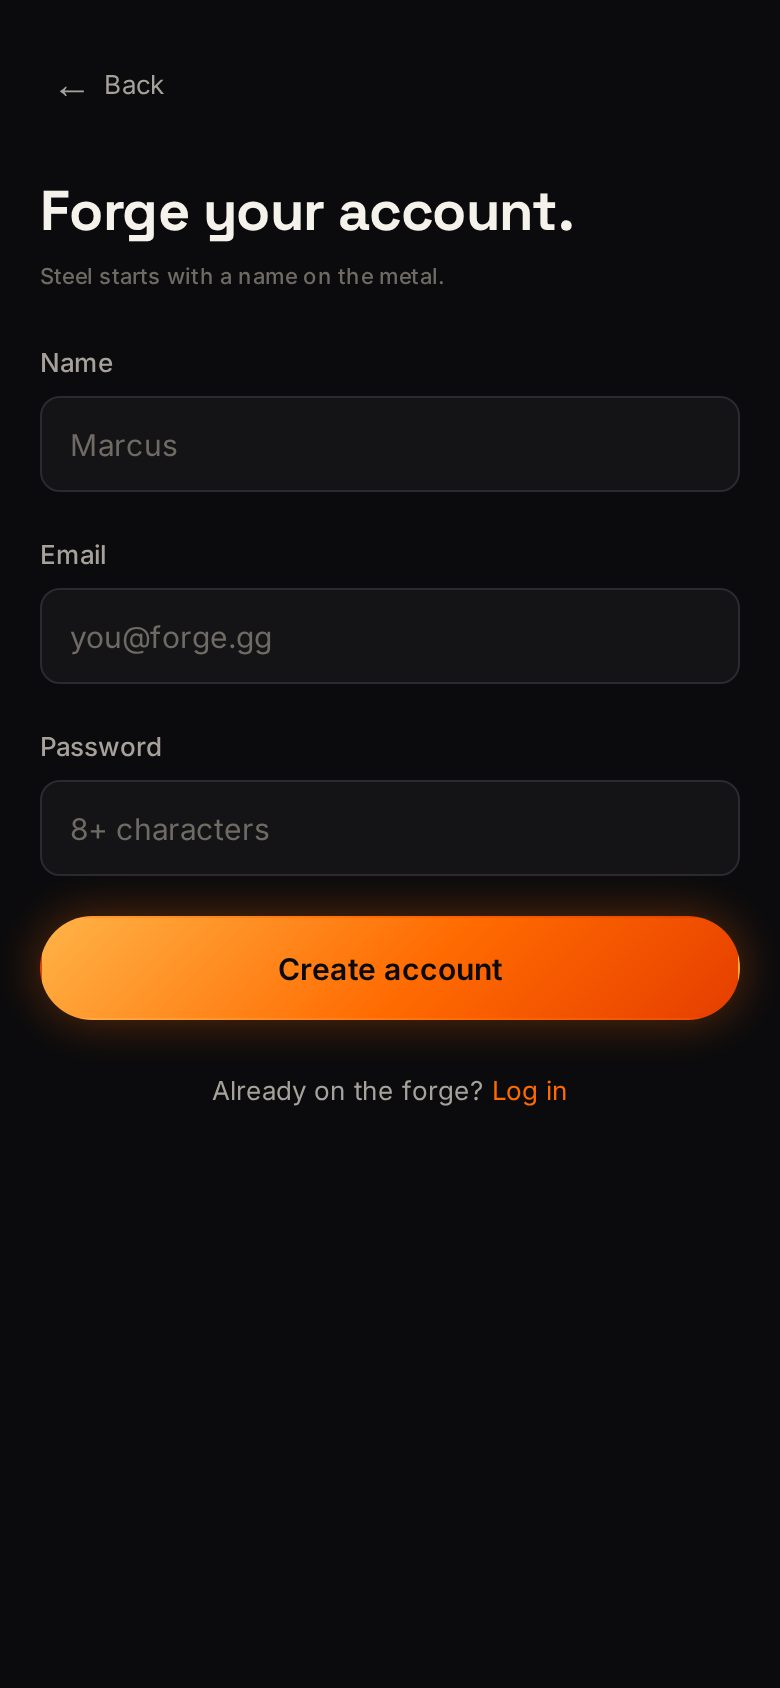 ← Back
Forge your account.
Steel starts with a name on the metal.
Name
Marcus
Email
you@forge.gg
Password
8+ characters
Create account
Already on the forge? Log in